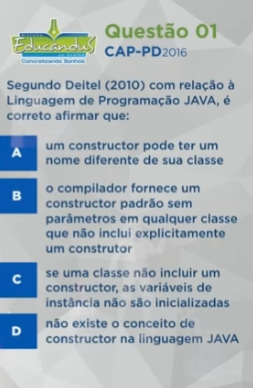 Educandus
Concretizando Sonhos
Questão 01
CAP-PD2016
Segundo Deitel (2010) com relação à
Linguagem de Programação JAVA, é
correto afirmar que:
A
um constructor pode ter um
nome diferente de sua classe
B
o compilador fornece um
constructor padrão sem
parâmetros em qualquer classe
que não inclui explicitamente
um construtor
C
se uma classe não incluir um
constructor, as variáveis de
instância não são inicializadas
D
não existe o conceito de
constructor na linguagem JAVA